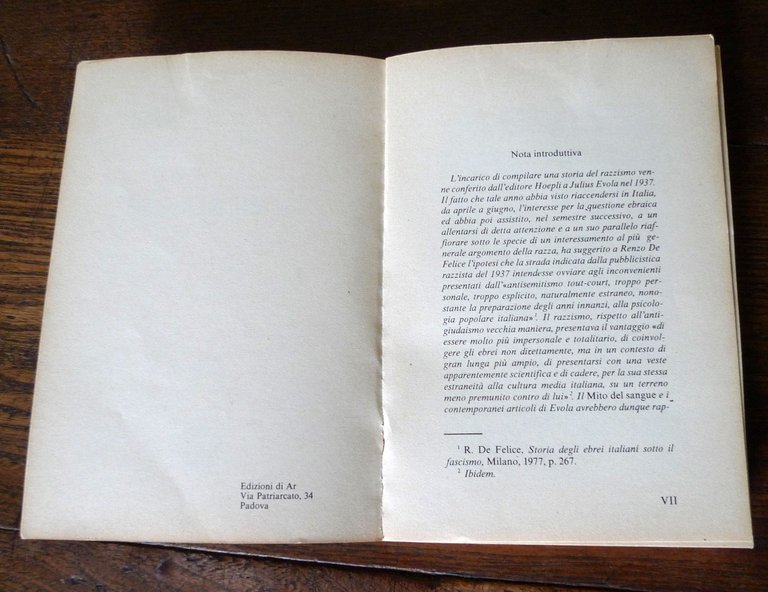 Edizioni di Ar
Via Patriarcato, 34
Padova
Nota introduttiva
L'incarico di compilare una storia del razzismo ven-
ne conferito dall'editore Hoepli a Julius Evola nel 1937.
Il fatto che tale anno abbia visto riaccendersi in Italia,
da aprile a giugno, l'interesse per la questione ebraica
ed abbia poi assistito, nel semestre successivo, a un
allentarsi di detta attenzione e a un suo parallelo riaf-
fiorare sotto le specie di un interessamento al più ge-
nerale argomento della razza, ha suggerito a Renzo De
Felice l'ipotesi che la strada indicata dalla pubblicistica
razzista del 1937 intendesse ovviare agli inconvenienti
presentati dall'«antisemitismo tout-court, troppo per-
sonale, troppo esplicito, naturalmente estraneo, nono-
stante la preparazione degli anni innanzi, alla psicolo-
gia popolare italiana»¹. Il razzismo, rispetto all'anti-
giudaismo vecchia maniera, presentava il vantaggio «di
essere molto più impersonale e totalitario, di coinvol-
gere gli ebrei non direttamente, ma in un contesto di
gran lunga più ampio, di presentarsi con una veste
apparentemente scientifica e di cadere, per la sua stessa
estraneità alla cultura media italiana, su un terreno
meno premunito contro di lui»². Il Mito del sangue e i
contemporanei articoli di Evola avrebbero dunque rap-
¹ R. De Felice, Storia degli ebrei italiani sotto il
fascismo, Milano, 1977, p. 267.
² Ibidem.
VII